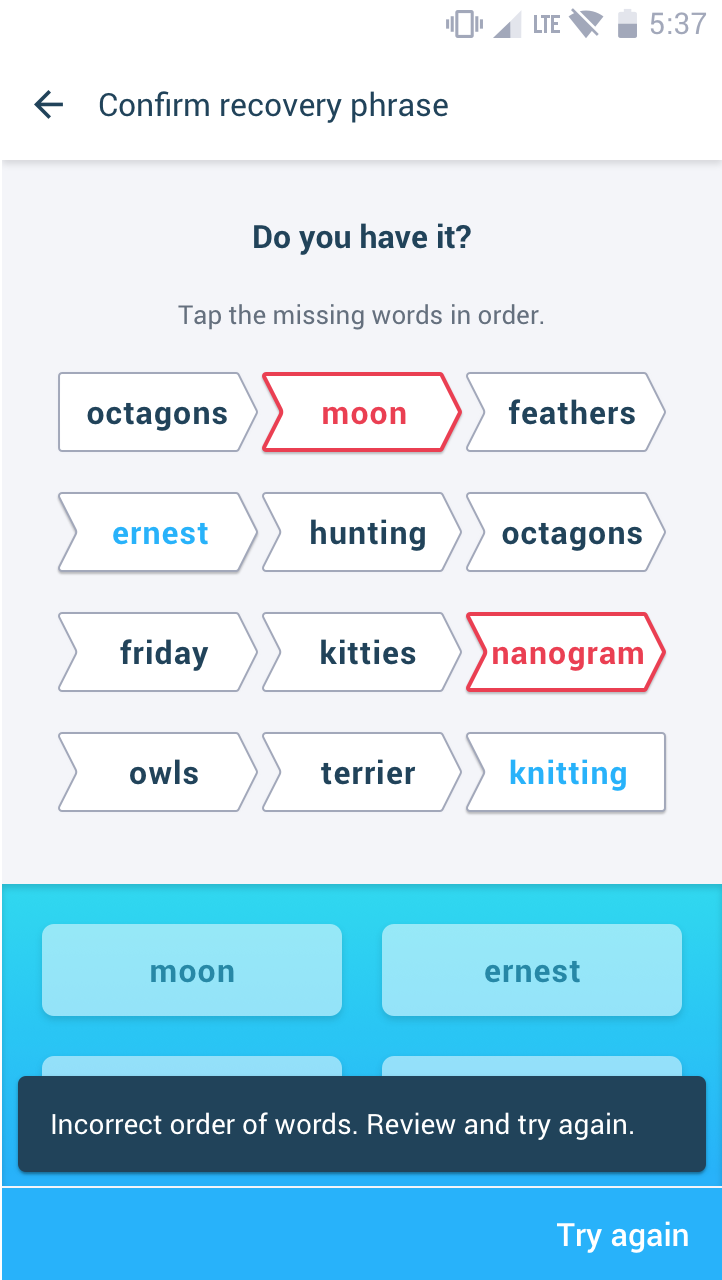 LTE 5:37
Confirm recovery phrase
Do you have it?
Tap the missing words in order.
octagons moon feathers
ernest hunting octagons
friday kitties nanogram
owls terrier knitting
moon ernest
Incorrect order of words. Review and try again.
Try again